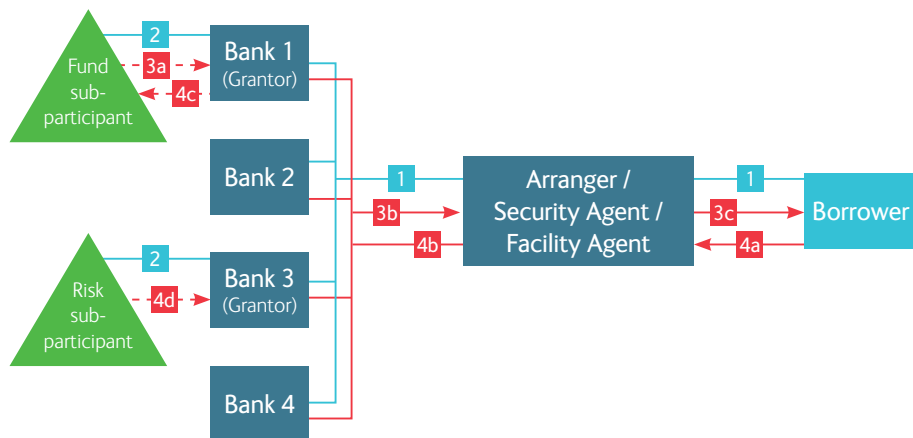 2
Bank 1
(Grantor)
Fund
sub-
participant
3a
4c
Bank 2
1
Arranger /
Security Agent /
Facility Agent
1
Borrower
3b
3c
4b
4a
2
Bank 3
(Grantor)
Risk
sub-
participant
4d
Bank 4